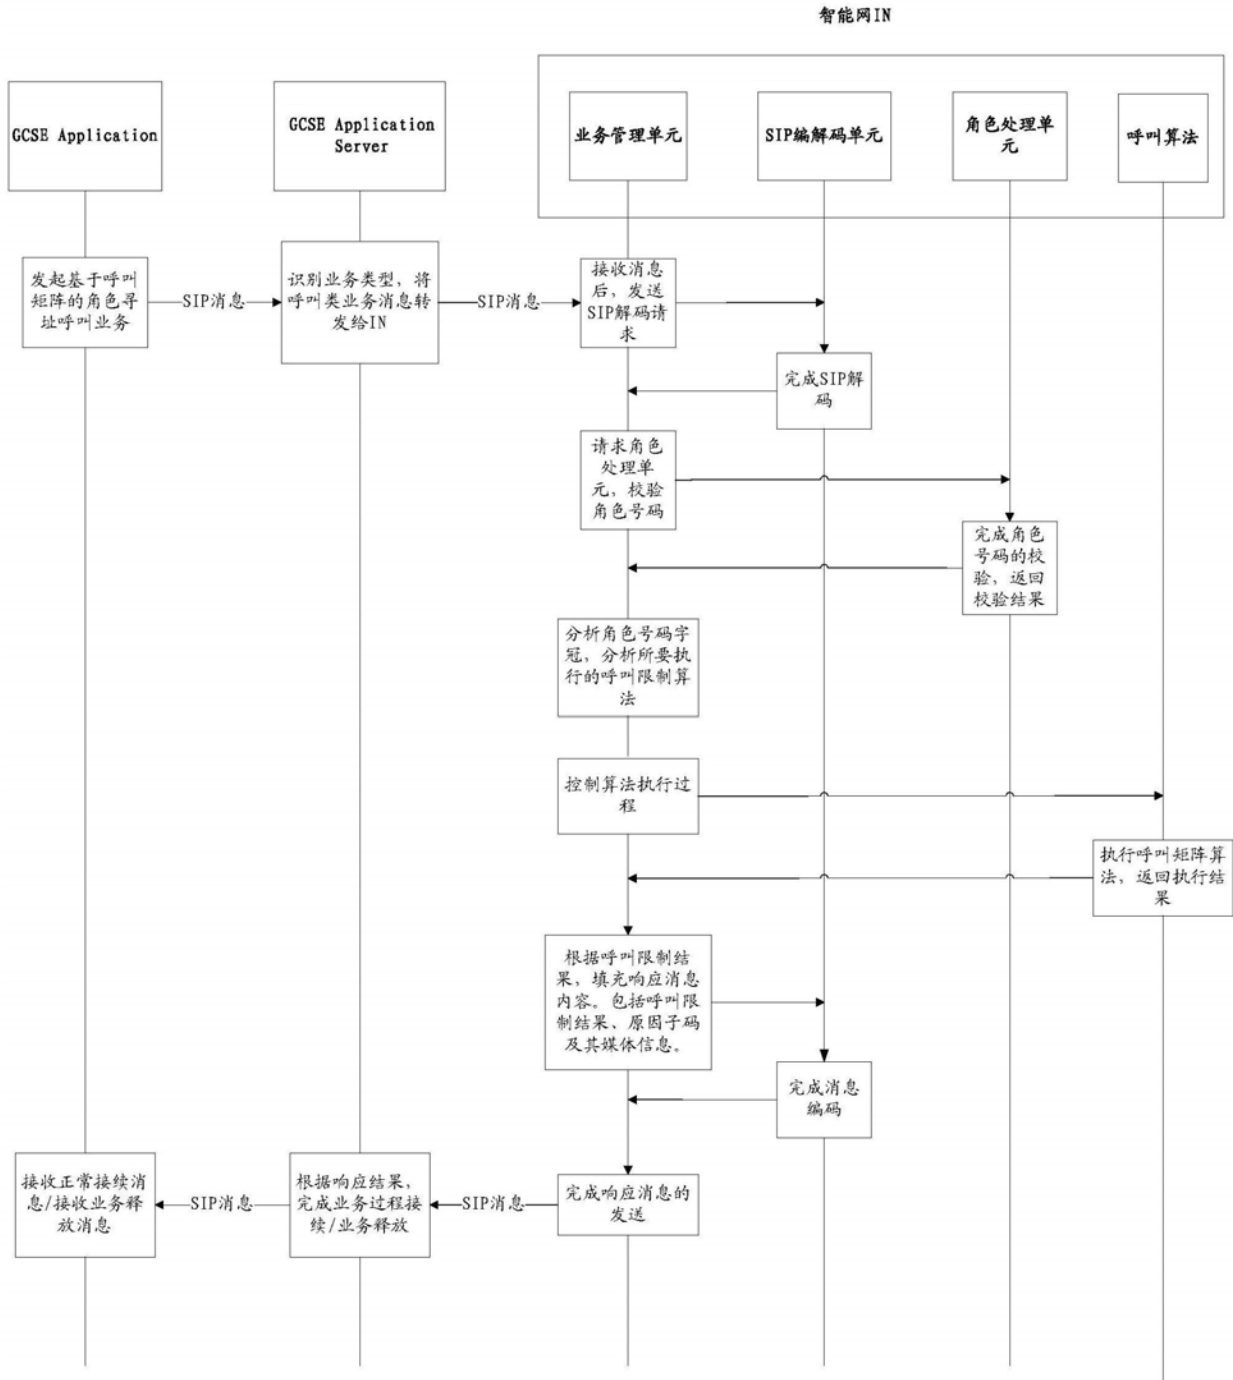 智能网IN
GCSE Application
GCSE Application
Server
业务管理单元
SIP编解码单元
角色处理单
元
呼叫算法
发起基于呼叫
矩阵的角色寻
址呼叫业务
SIP消息
识别业务类型，将
呼叫类业务消息转
发给IN
SIP消息
接收消息
后，发送
SIP解码请
求
完成SIP解
码
请求角色
处理单
元，校验
角色号码
完成角色
号码的校
验，返回
校验结果
分析角色号码字
冠，分析所要执
行的呼叫限制算
法
控制算法执行过
程
执行呼叫矩阵算
法，返回执行结
果
根据呼叫限制结
果，填充响应消息
内容。包括呼叫限
制结果、原因子码
及其媒体信息。
完成消息
编码
接收正常接续消
息/接收业务释
放消息
SIP消息
根据响应结果，
完成业务过程接
续/业务释放
SIP消息
完成响应消息的
发送